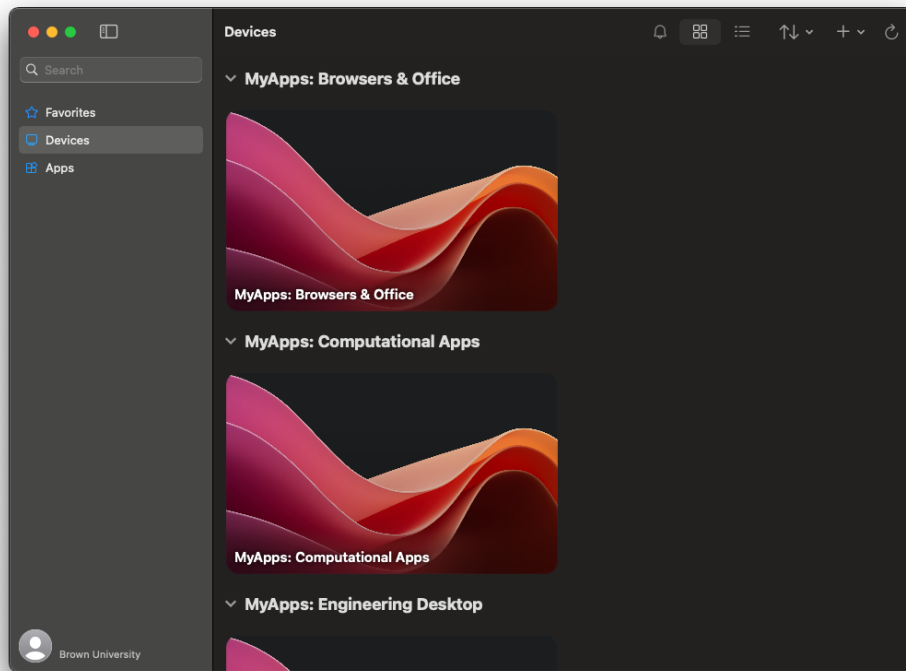 Devices
Search
Favorites
Devices
Apps
MyApps: Browsers & Office
MyApps: Browsers & Office
MyApps: Computational Apps
MyApps: Computational Apps
MyApps: Engineering Desktop
Brown University